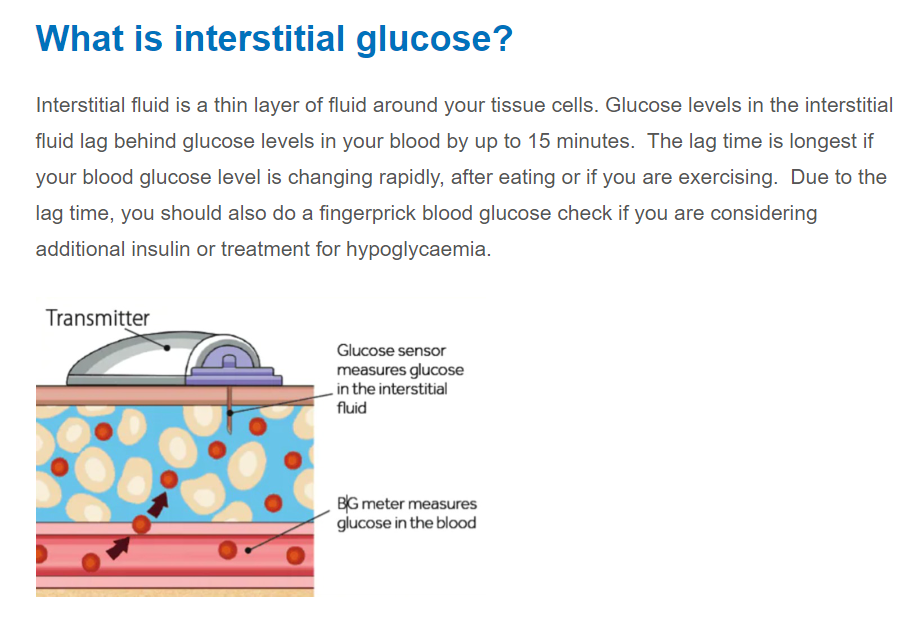 What is interstitial glucose?
Interstitial fluid is a thin layer of fluid around your tissue cells. Glucose levels in the interstitial
fluid lag behind glucose levels in your blood by up to 15 minutes.  The lag time is longest if
your blood glucose level is changing rapidly, after eating or if you are exercising.  Due to the
lag time, you should also do a fingerprick blood glucose check if you are considering
additional insulin or treatment for hypoglycaemia.
Transmitter
Glucose sensor
measures glucose
in the interstitial
fluid
BG meter measures
glucose in the blood